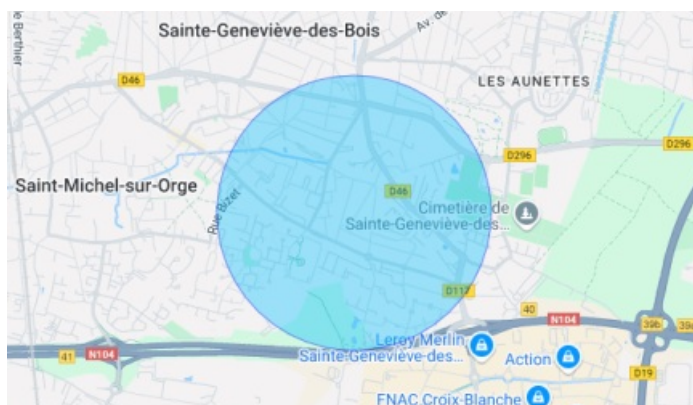 le Berthier
Sainte-Geneviève-des-Bois
Av. de
D46
LES AUNETTES
D296
D296
Saint-Michel-sur-Orge
Rue Bizet
D46
Cimetière de
Sainte-Geneviève-des...
D117
40
N104
39b
41
N104
Leroy Merlin
Sainte-Geneviève-des...
Action
D19
FNAC Croix-Blanche